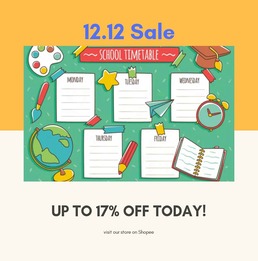 12.12 Sale
SCHOOL TIMETABLE
MONDAY
TUESDAY
WEDNESDAY
THURSDAY
FRIDAY
UP TO 17% OFF TODAY!
visit our store on Shopee